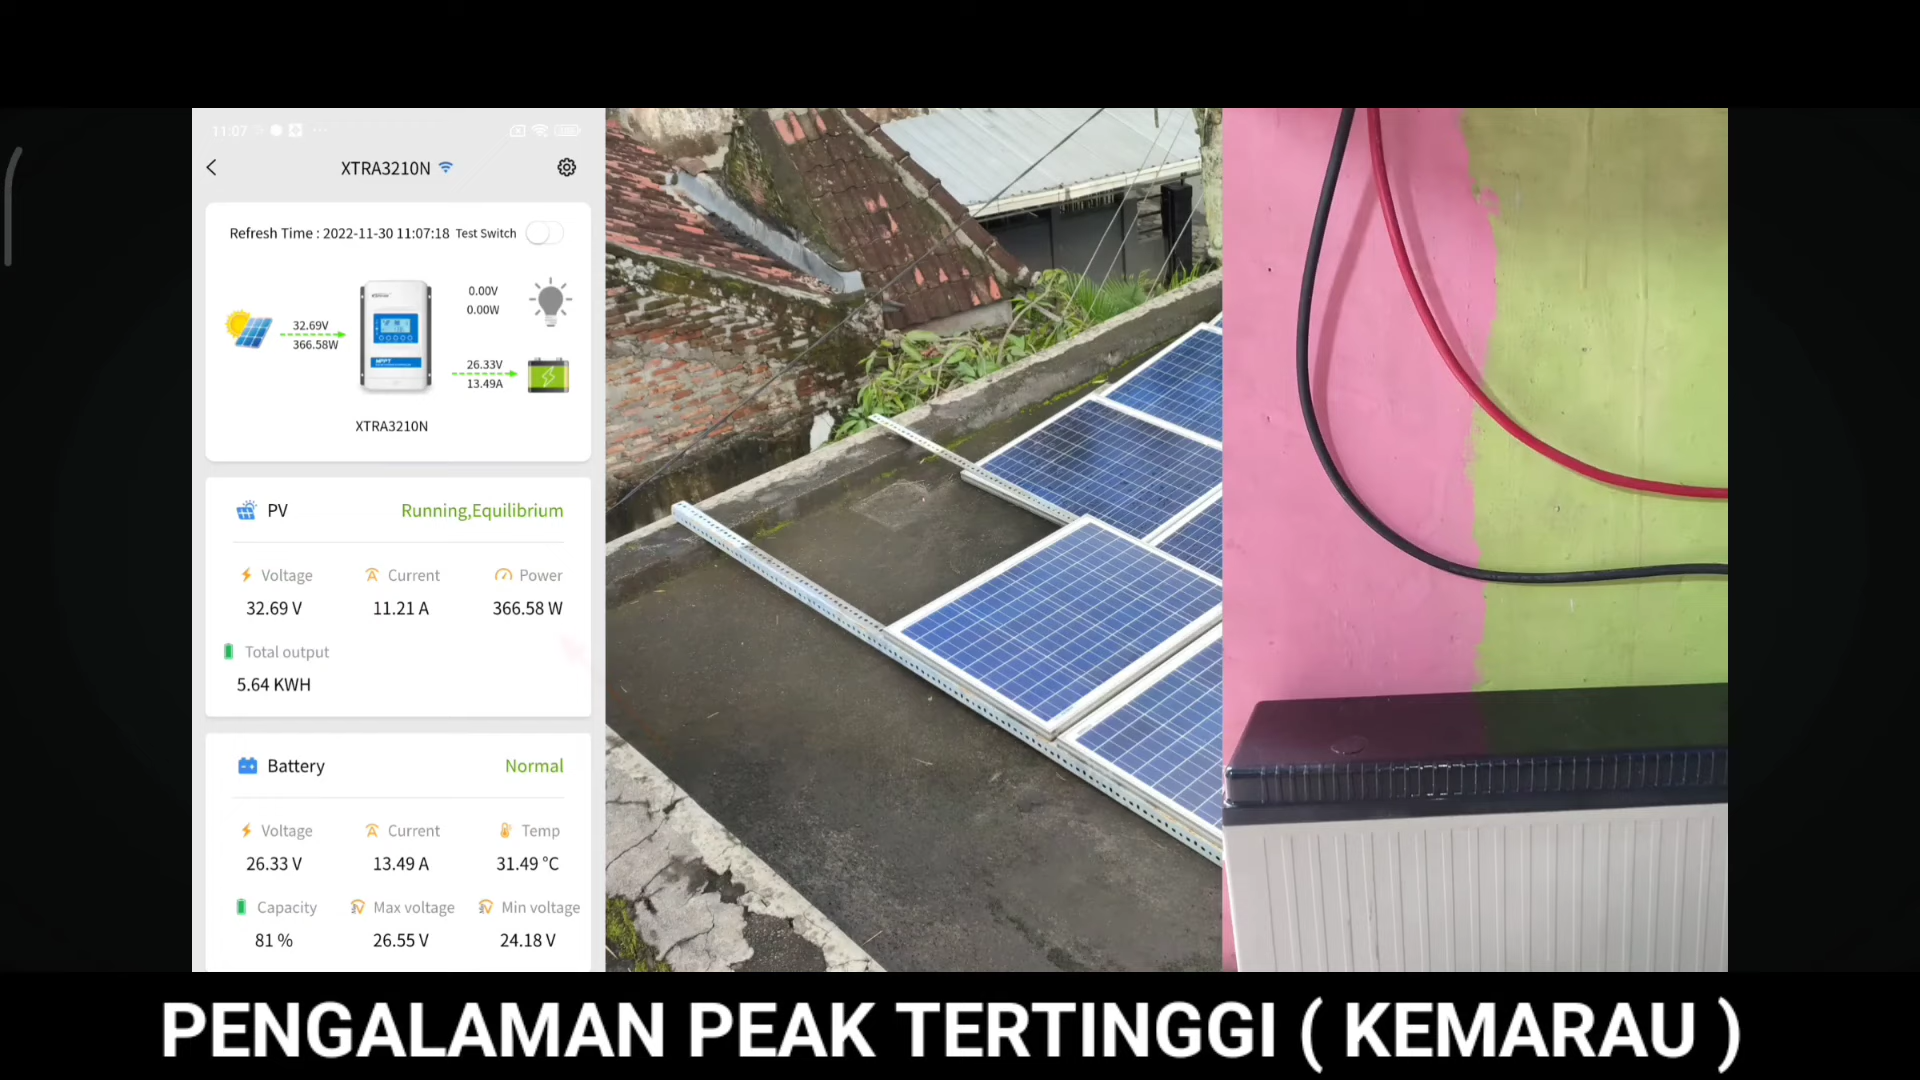 11:07
XTRA3210N
Refresh Time : 2022-11-30 11:07:18 Test Switch
0.00V
0.00W
32.69V
366.58W
MPPT
26.33V
13.49A
XTRA3210N
PV Running,Equilibrium
Voltage Current Power
32.69 V 11.21 A 366.58 W
Total output
5.64 KWH
Battery Normal
Voltage Current Temp
26.33 V 13.49 A 31.49 °C
Capacity Max voltage Min voltage
81 % 26.55 V 24.18 V
PENGALAMAN PEAK TERTINGGI ( KEMARAU )